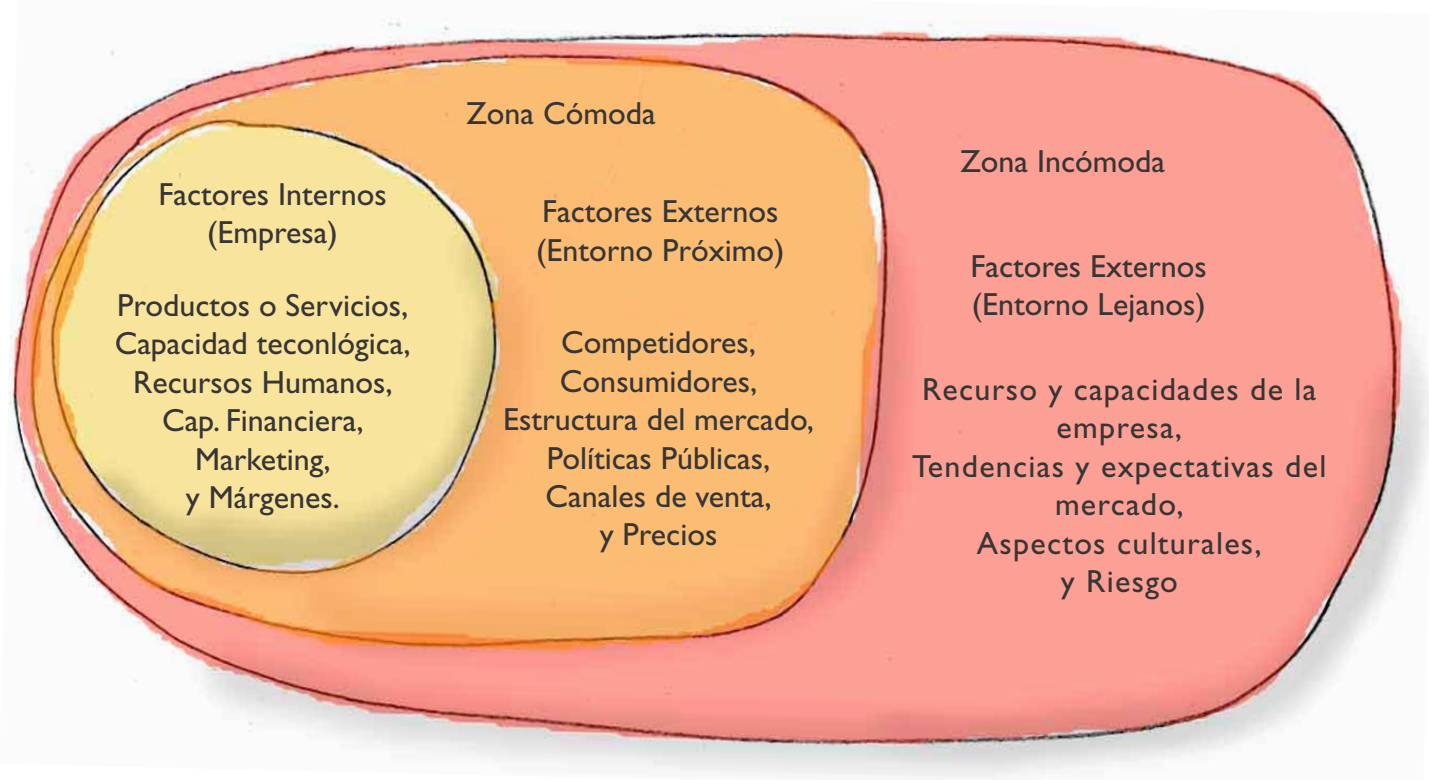 Zona Cómoda
Zona Incómoda
Factores Internos
(Empresa)
Productos o Servicios,
Capacidad teconlógica,
Recursos Humanos,
Cap. Financiera,
Marketing,
y Márgenes.
Factores Externos
(Entorno Próximo)
Competidores,
Consumidores,
Estructura del mercado,
Políticas Públicas,
Canales de venta,
y Precios
Factores Externos
(Entorno Lejanos)
Recurso y capacidades de la
empresa,
Tendencias y expectativas del
mercado,
Aspectos culturales,
y Riesgo